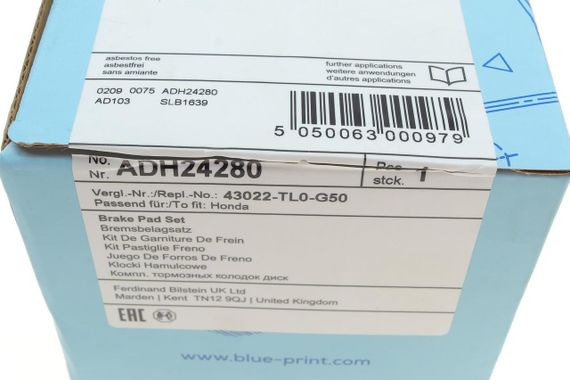 asbestos free
asbestfrei
sans amiante
further applications
weitere anwendungen
d'autres applications
0209 0075 ADH24280
AD103 SLB1639
5 050063 000979
No.
Nr. ADH24280
stck. 1
Vergl.-Nr.:/Repl.-No.: 43022-TL0-G50
Passend für:/To fit: Honda
Brake Pad Set
Bremsbelagsatz
Kit De Garniture De Frein
Kit Pastiglie Freno
Juego De Forros De Freno
Klocki Hamulcowe
Компл. тормозных колодок диск
Ferdinand Bilstein UK Ltd
Marden | Kent TN12 9QJ | United Kingdom
EAC
www.blue-print.com